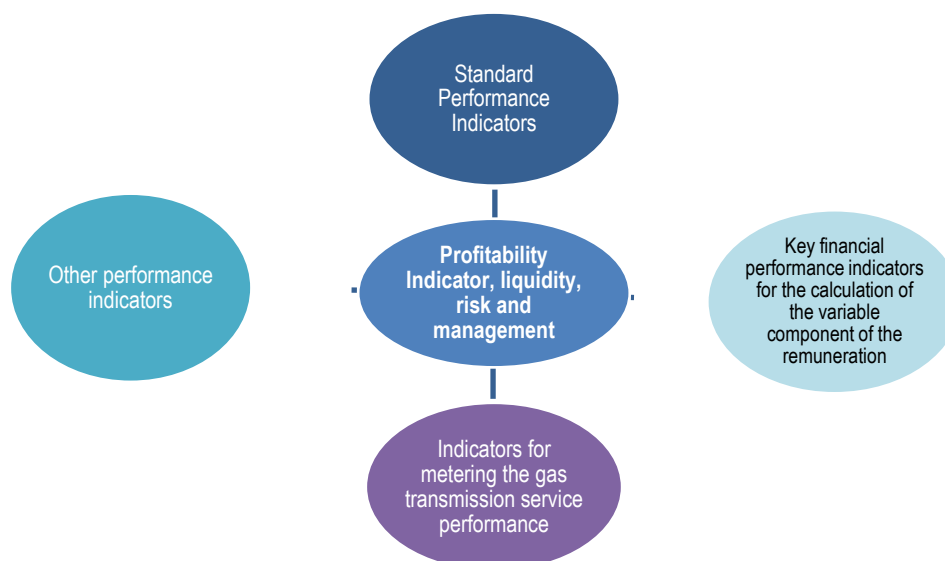 Standard
Performance
Indicators
Other performance
indicators
Profitability
Indicator, liquidity,
risk and
management
Key financial
performance indicators
for the calculation of
the variable
component of the
remuneration
Indicators for
metering the gas
transmission service
performance